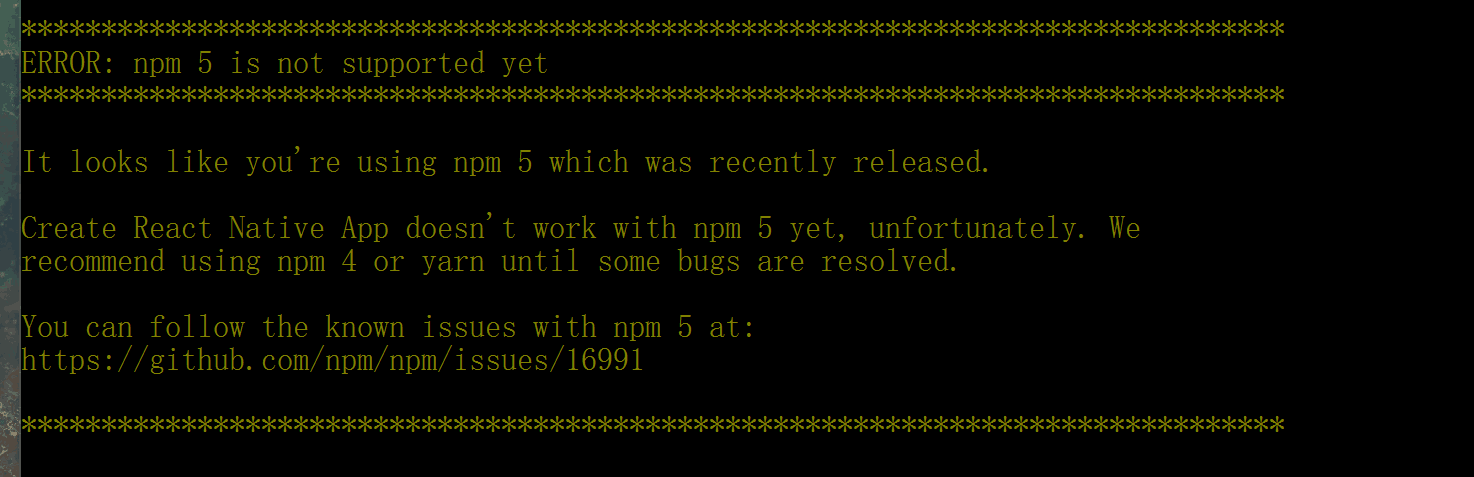 *******************************************************************************
ERROR: npm 5 is not supported yet
*******************************************************************************
It looks like you're using npm 5 which was recently released.
Create React Native App doesn't work with npm 5 yet, unfortunately. We
recommend using npm 4 or yarn until some bugs are resolved.
You can follow the known issues with npm 5 at:
https://github.com/npm/npm/issues/16991
*******************************************************************************